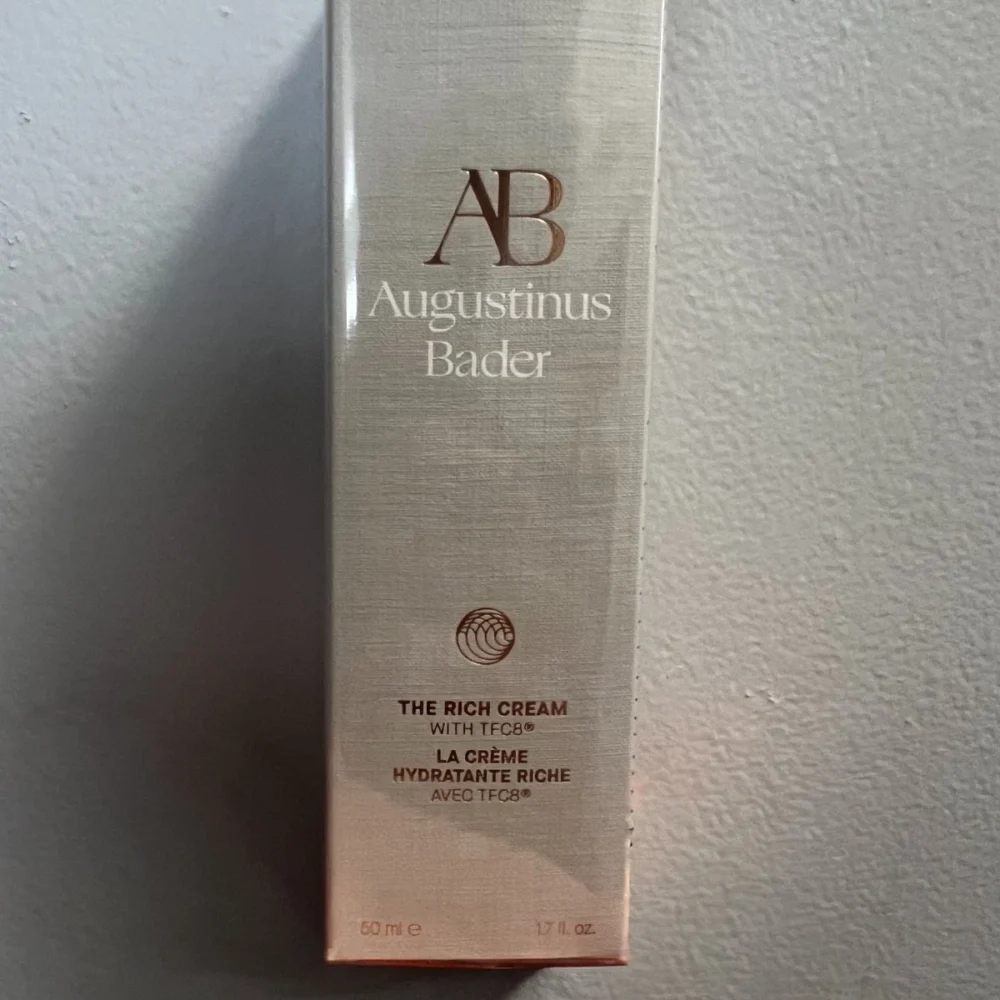 AB
Augustinus
Bader
THE RICH CREAM
WITH TFC8®
LA CRÈME
HYDRATANTE RICHE
AVEC TFC8®
50 ml e 1.7 fl. oz.